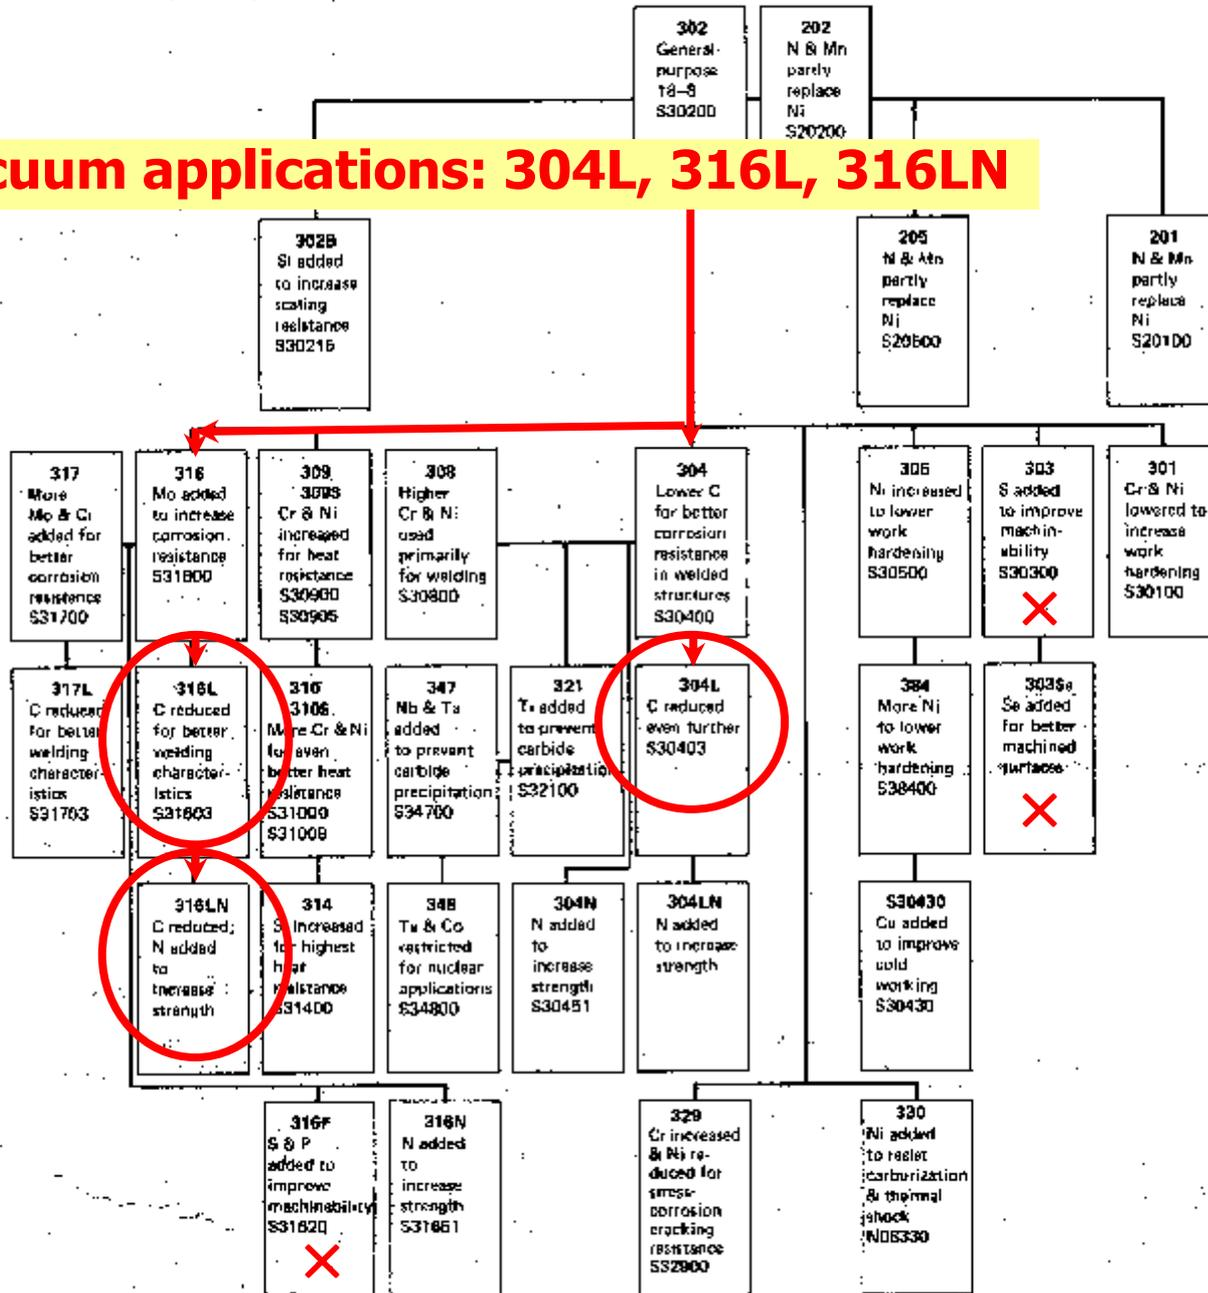 302
General-
purpose
18–8
S30200
202
N & Mn
partly
replace
Ni
S20200
cuum applications: 304L, 316L, 316LN
302B
Si added
to increase
scaling
resistance
S30215
205
N & Mn
partly
replace
Ni
S20500
201
N & Mn
partly
replace
Ni
S20100
317
More
Mo & Cr
added for
better
corrosion
resistance
S31700
316
Mo added
to increase
corrosion
resistance
S31600
309
309S
Cr & Ni
increased
for heat
resistance
S30900
S30905
308
Higher
Cr & Ni
used
primarily
for welding
S30800
304
Lower C
for better
corrosion
resistance
in welded
structures
S30400
305
Ni increased
to lower
work
hardening
S30500
303
S added
to improve
machin-
ability
S30300
301
Cr & Ni
lowered to
increase
work
hardening
S30100
317L
C reduced
for better
welding
character-
istics
S31703
316L
C reduced
for better
welding
character-
istics
S31603
310
310S
More Cr & Ni
for even
better heat
resistance
S31000
S31008
347
Nb & Ta
added
to prevent
carbide
precipitation
S34700
321
Ti added
to prevent
carbide
precipitation
S32100
304L
C reduced
even further
S30403
384
More Ni
to lower
work
hardening
S38400
303Se
Se added
for better
machined
surfaces
316LN
C reduced;
N added
to
increase
strength
314
Si increased
for highest
heat
resistance
S31400
348
Ta & Co
restricted
for nuclear
applications
S34800
304N
N added
to
increase
strength
S30451
304LN
N added
to increase
strength
S30430
Cu added
to improve
cold
working
S30430
316F
S & P
added to
improve
machinability
S31620
316N
N added
to
increase
strength
S31651
329
Cr increased
& Ni re-
duced for
stress-
corrosion
cracking
resistance
S32900
330
Ni added
to resist
carburization
& thermal
shock
N08330